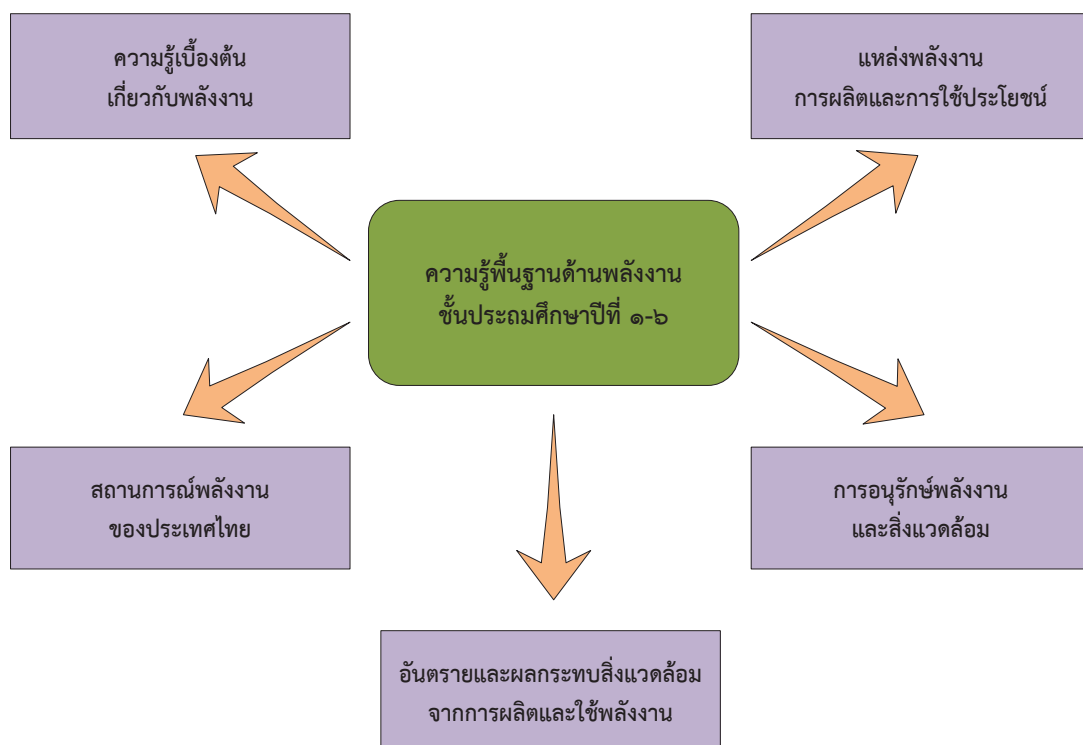 ความรู้เบื้องต้น
เกี่ยวกับพลังงาน
แหล่งพลังงาน
การผลิตและการใช้ประโยชน์
ความรู้พื้นฐานด้านพลังงาน
ชั้นประถมศึกษาปีที่ ๑-๖
สถานการณ์พลังงาน
ของประเทศไทย
การอนุรักษ์พลังงาน
และสิ่งแวดล้อม
อันตรายและผลกระทบสิ่งแวดล้อม
จากการผลิตและใช้พลังงาน